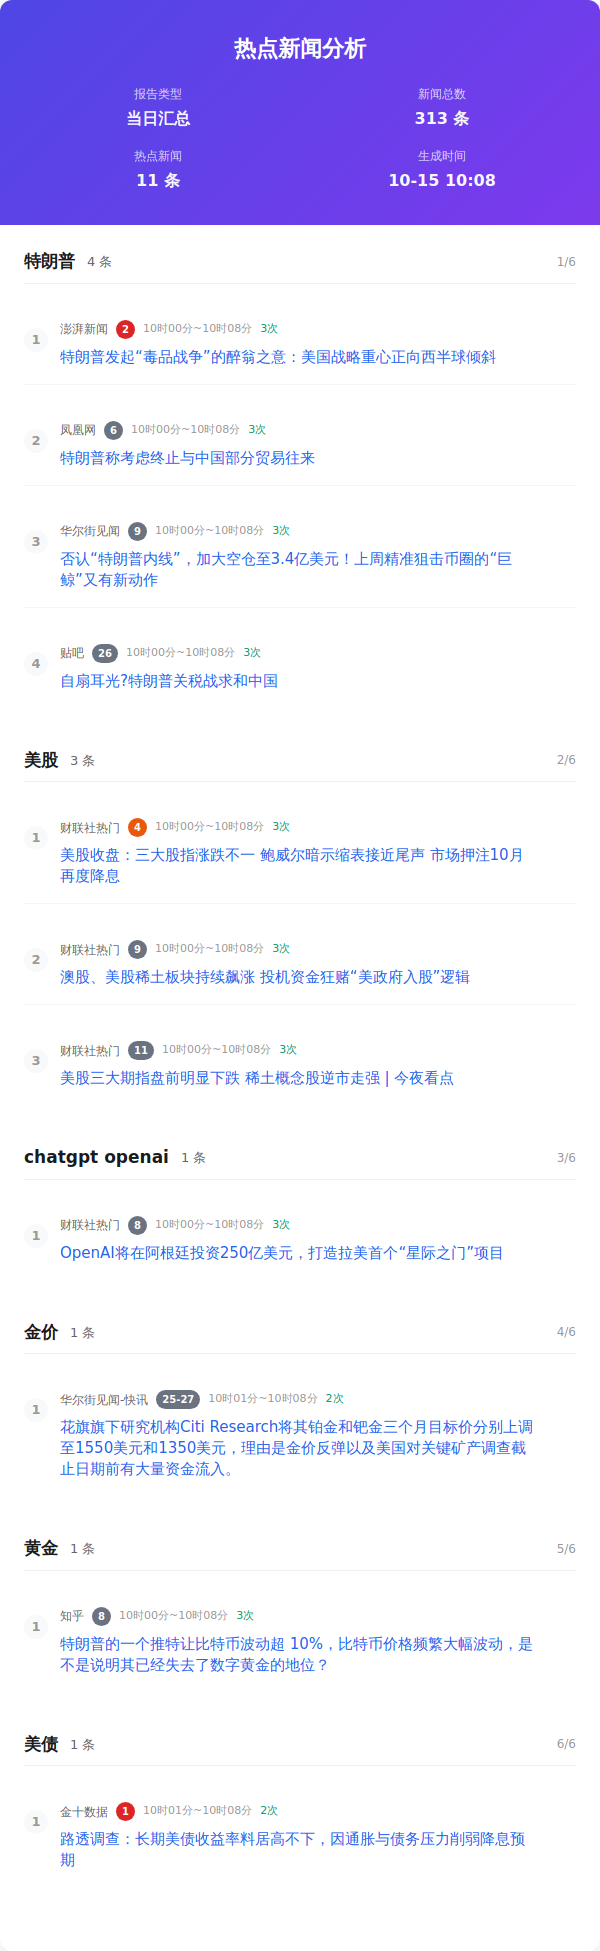 热点新闻分析
报告类型
新闻总数
当日汇总
313 条
热点新闻
生成时间
11 条
10-15 10:08
特朗普 4 条 1/6
1
澎湃新闻 2 10时00分~10时08分 3次
特朗普发起“毒品战争”的醉翁之意：美国战略重心正向西半球倾斜
2
凤凰网 6 10时00分~10时08分 3次
特朗普称考虑终止与中国部分贸易往来
3
华尔街见闻 9 10时00分~10时08分 3次
否认“特朗普内线”，加大空仓至3.4亿美元！上周精准狙击币圈的“巨
鲸”又有新动作
4
贴吧 26 10时00分~10时08分 3次
自扇耳光?特朗普关税战求和中国
美股 3 条 2/6
1
财联社热门 4 10时00分~10时08分 3次
美股收盘：三大股指涨跌不一 鲍威尔暗示缩表接近尾声 市场押注10月
再度降息
2
财联社热门 9 10时00分~10时08分 3次
澳股、美股稀土板块持续飙涨 投机资金狂赌“美政府入股”逻辑
3
财联社热门 11 10时00分~10时08分 3次
美股三大期指盘前明显下跌 稀土概念股逆市走强 | 今夜看点
chatgpt openai 1 条 3/6
1
财联社热门 8 10时00分~10时08分 3次
OpenAI将在阿根廷投资250亿美元，打造拉美首个“星际之门”项目
金价 1 条 4/6
1
华尔街见闻-快讯 25-27 10时01分~10时08分 2次
花旗旗下研究机构Citi Research将其铂金和钯金三个月目标价分别上调
至1550美元和1350美元，理由是金价反弹以及美国对关键矿产调查截
止日期前有大量资金流入。
黄金 1 条 5/6
1
知乎 8 10时00分~10时08分 3次
特朗普的一个推特让比特币波动超 10%，比特币价格频繁大幅波动，是
不是说明其已经失去了数字黄金的地位？
美债 1 条 6/6
1
金十数据 1 10时01分~10时08分 2次
路透调查：长期美债收益率料居高不下，因通胀与债务压力削弱降息预
期